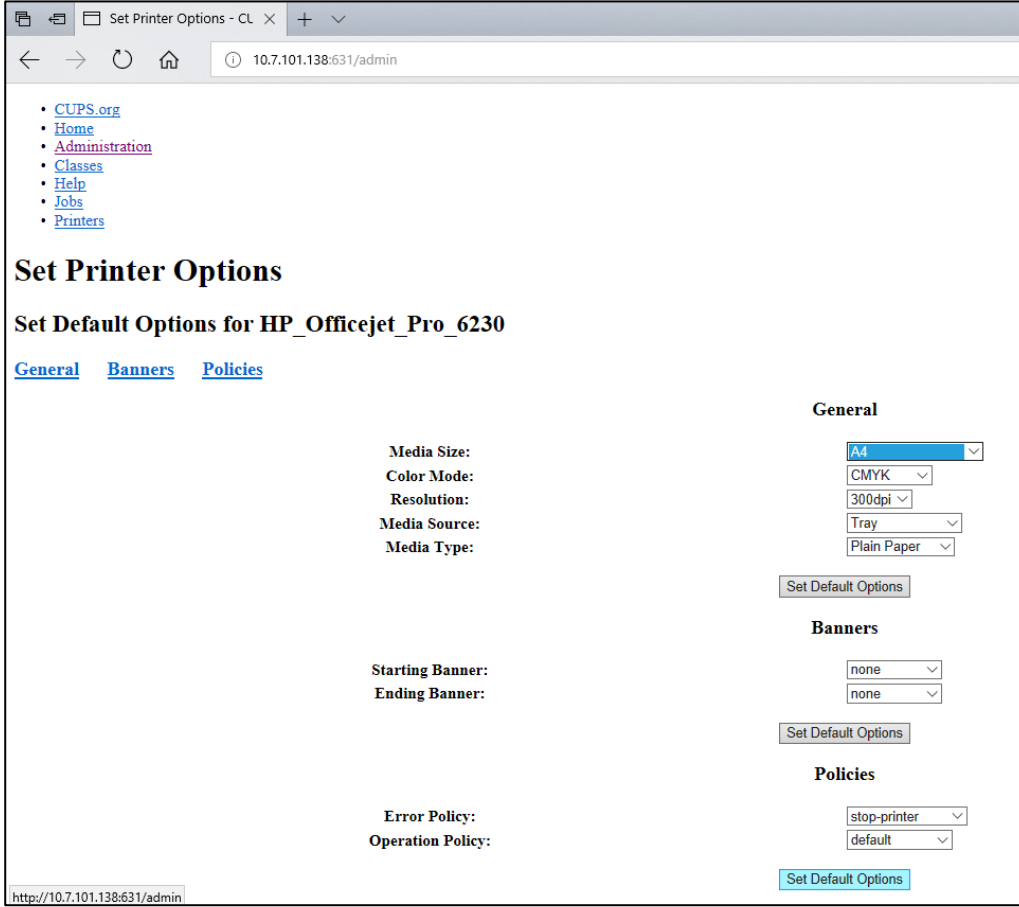 Set Printer Options - CU
10.7.101.138:631/admin
CUPS.org
Home
Administration
Classes
Help
Jobs
Printers
Set Printer Options
Set Default Options for HP_Officejet_Pro_6230
General Banners Policies
General
Media Size: A4
Color Mode: CMYK
Resolution: 300dpi
Media Source: Tray
Media Type: Plain Paper
Set Default Options
Banners
Starting Banner: none
Ending Banner: none
Set Default Options
Policies
Error Policy: stop-printer
Operation Policy: default
Set Default Options
http://10.7.101.138:631/admin